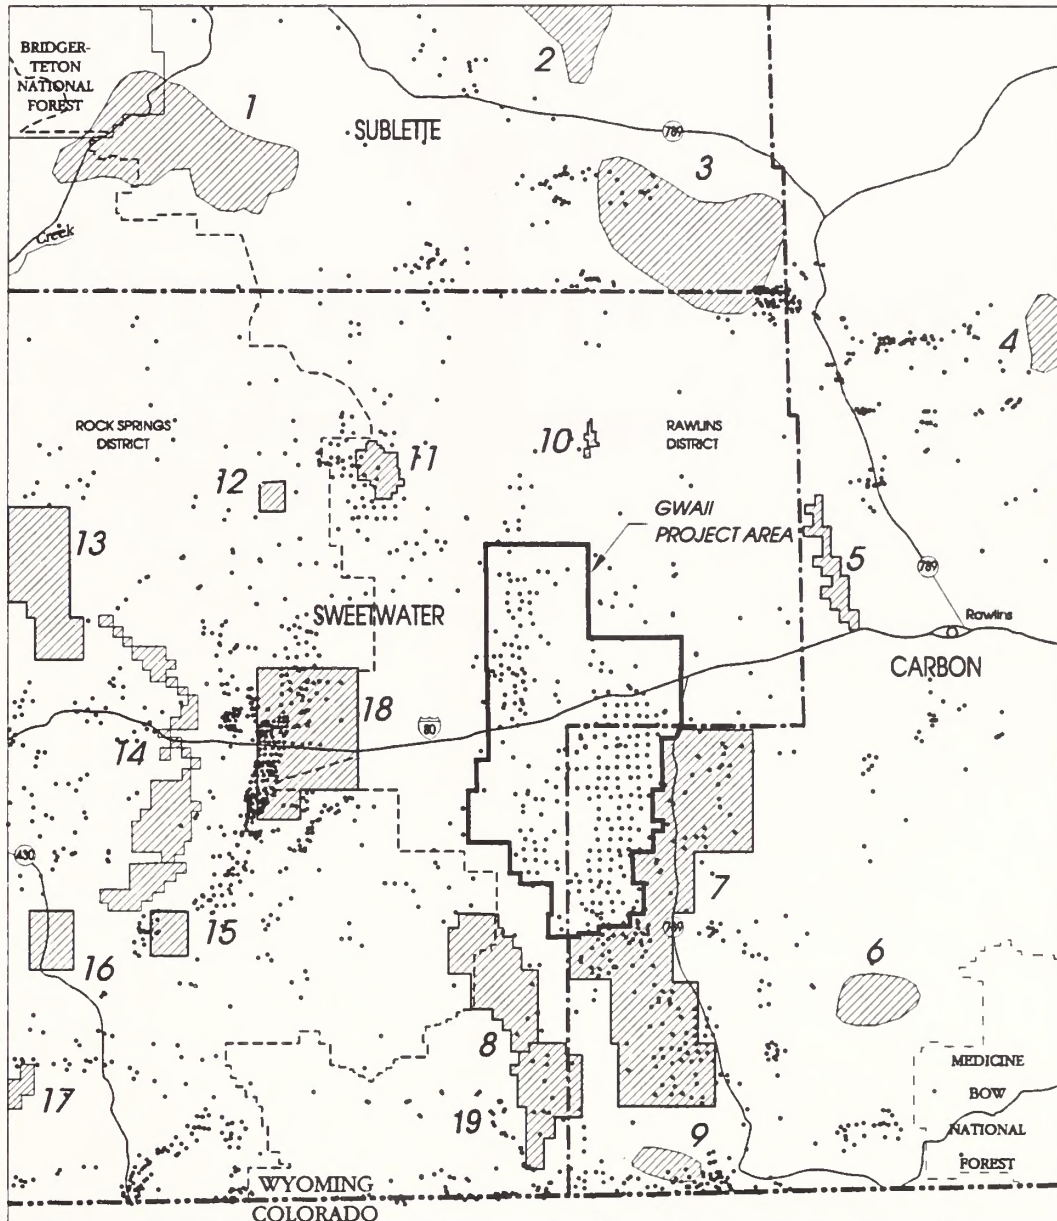 BRIDGER-
TETON
NATIONAL
FOREST
1
2
SUBLETTE
789
3
Creek
4
ROCK SPRINGS
DISTRICT
10
RAWLINS
DISTRICT
11
12
GWAII
PROJECT AREA
13
5
789
SWEETWATER
Rawlins
CARBON
18
80
14
430
7
15
789
16
6
8
MEDICINE
BOW
NATIONAL
FOREST
17
19
9
WYOMING
COLORADO